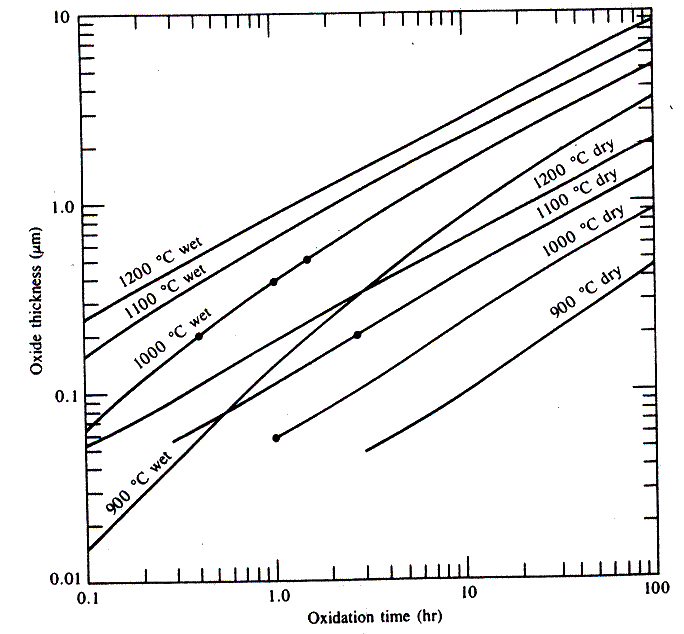 10
1.0
0.1
0.01
Oxide thickness (μm)
1200 °C wet
1100 °C wet
1000 °C wet
900 °C wet
1200 °C dry
1100 °C dry
1000 °C dry
900 °C dry
0.1
1.0
10
100
Oxidation time (hr)